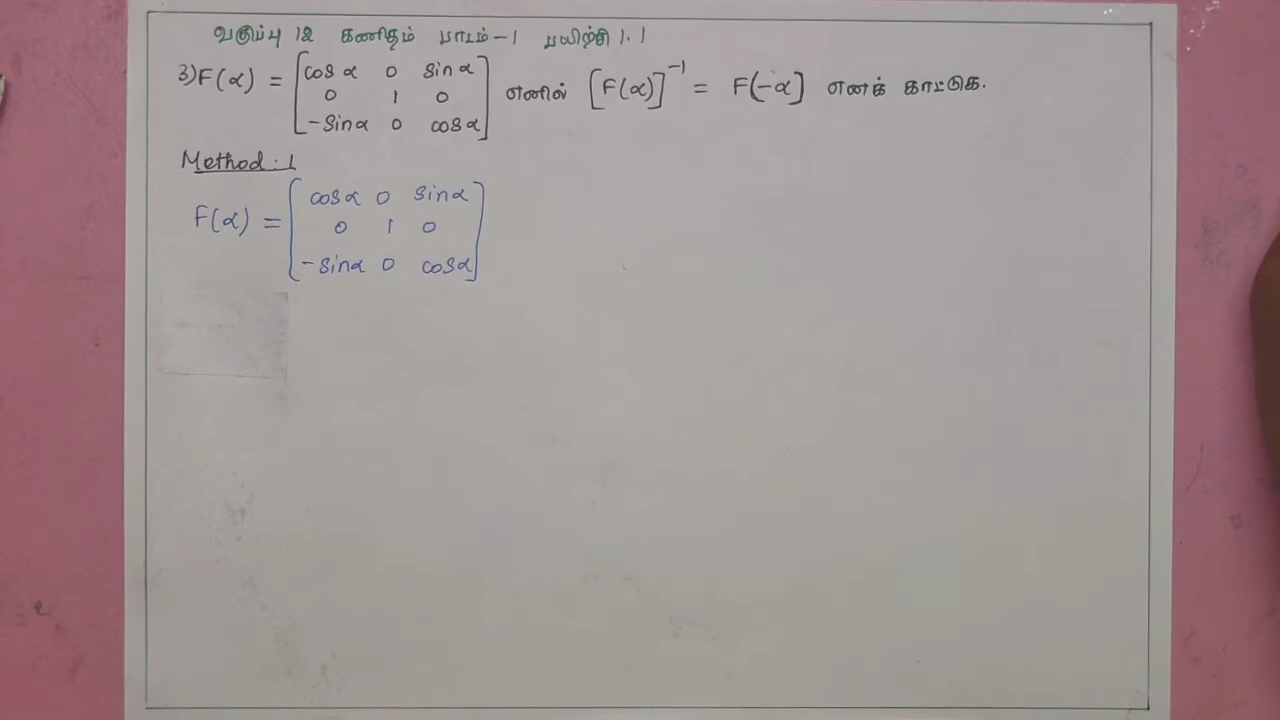 வகுப்பு 12 கணிதம் பாடம்-1 பயிற்சி 1.1
3) F(α) = [cos α 0 sin α
0 1 0 எனில் [F(α)]⁻¹ = F(-α] எனக் காட்டுக.
-sin α 0 cos α]
Method: 1
[cos α 0 sin α
F(α) = 0 1 0
-sin α 0 cos α]